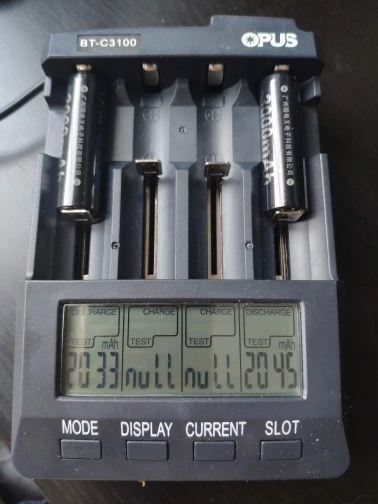 BT-C3100
OPUS
DISCHARGE CHARGE CHARGE DISCHARGE
TEST mAh TEST TEST TEST mAh
2033 null null 2045
MODE DISPLAY CURRENT SLOT